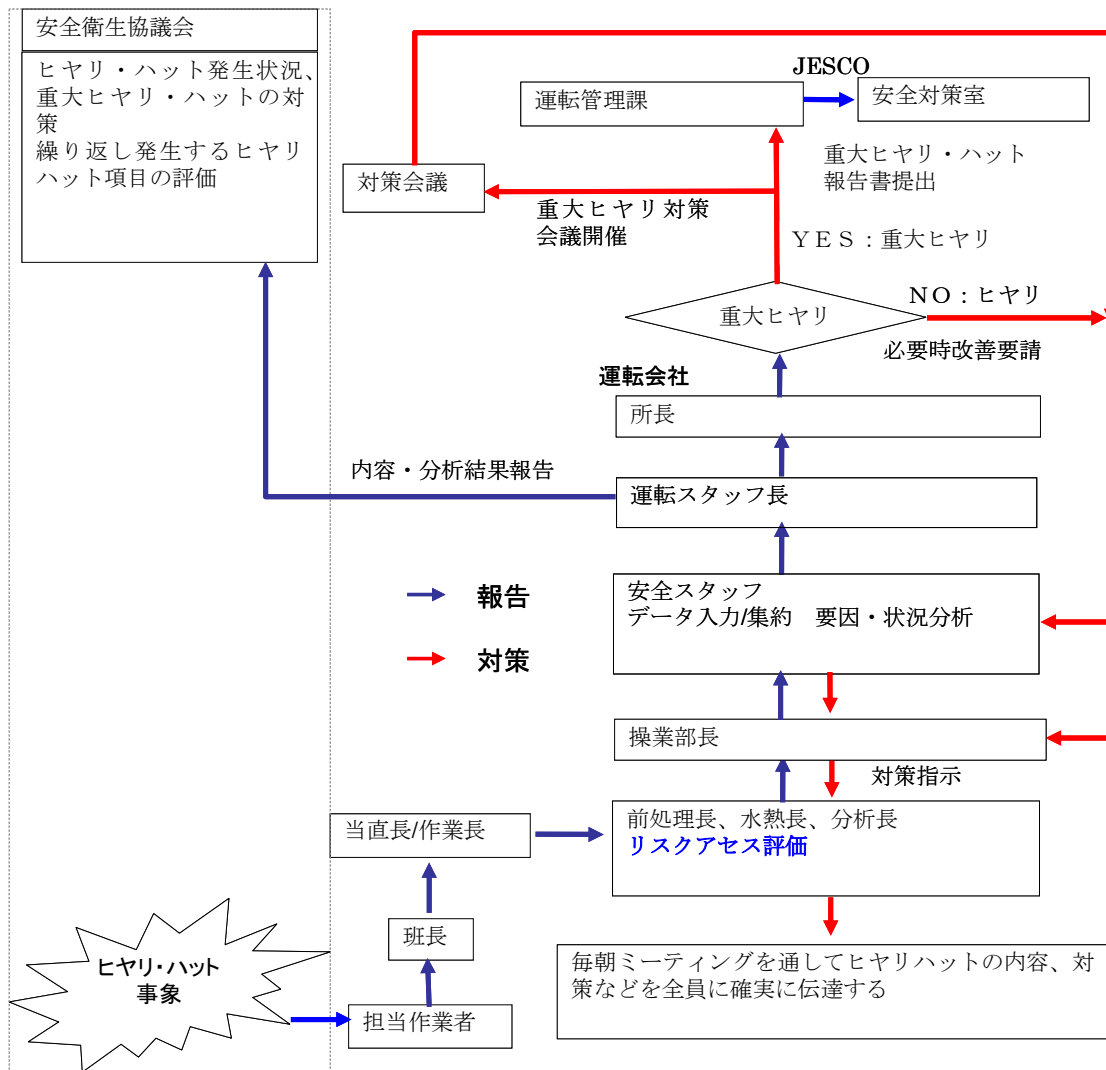 安全衛生協議会
ヒヤリ・ハット発生状況、
重大ヒヤリ・ハットの対
策
繰り返し発生するヒヤリ
ハット項目の評価
JESCO
運転管理課
安全対策室
重大ヒヤリ・ハット
報告書提出
対策会議
重大ヒヤリ対策
会議開催
ＹＥＳ：重大ヒヤリ
重大ヒヤリ
ＮＯ：ヒヤリ
必要時改善要請
運転会社
所長
内容・分析結果報告
運転スタッフ長
報告
対策
安全スタッフ
データ入力/集約　要因・状況分析
操業部長
対策指示
当直長/作業長
前処理長、水熱長、分析長
リスクアセス評価
班長
ヒヤリ・ハット
事象
担当作業者
毎朝ミーティングを通してヒヤリハットの内容、対
策などを全員に確実に伝達する